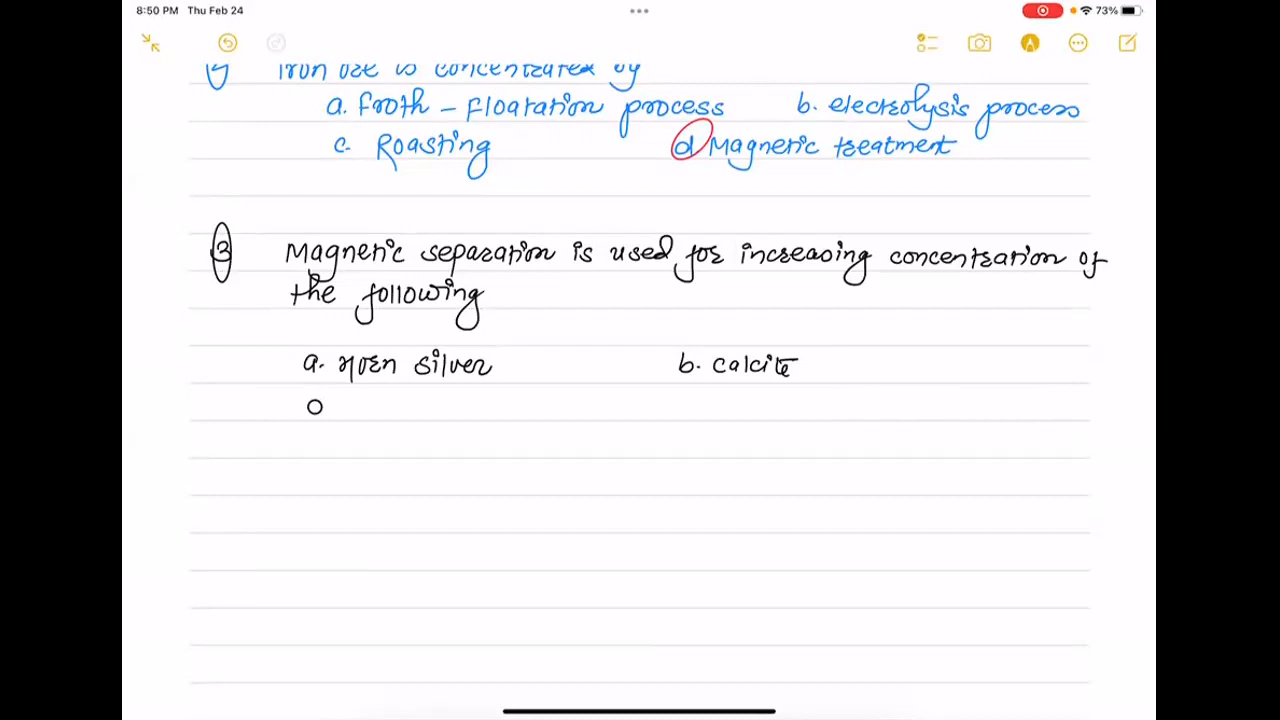 8:50 PM Thu Feb 24
73%
Iron ore is concentrated by
a. froth - floatation process b. electrolysis process
c. Roasting d Magnetic treatment
3 Magnetic separation is used for increasing concentration of
the following
a. Horn silver b. calcite